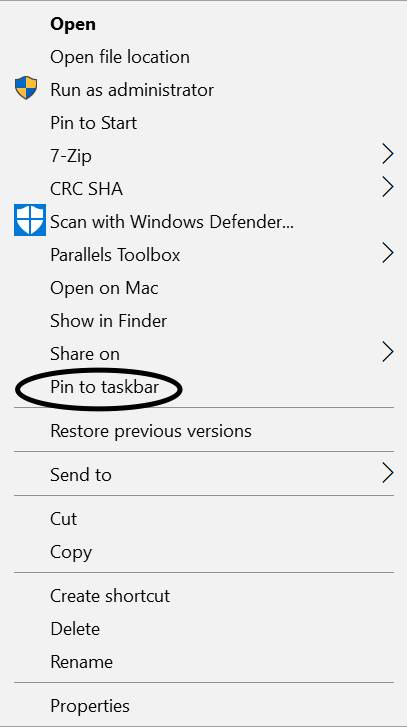 Open
Open file location
Run as administrator
Pin to Start
7-Zip
CRC SHA
Scan with Windows Defender...
Parallels Toolbox
Open on Mac
Show in Finder
Share on
Pin to taskbar
Restore previous versions
Send to
Cut
Copy
Create shortcut
Delete
Rename
Properties